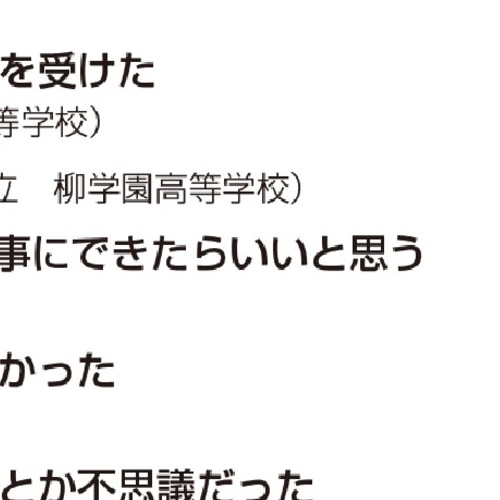 を受けた
等学校）
立　柳学園高等学校）
事にできたらいいと思う
かった
とか不思議だった